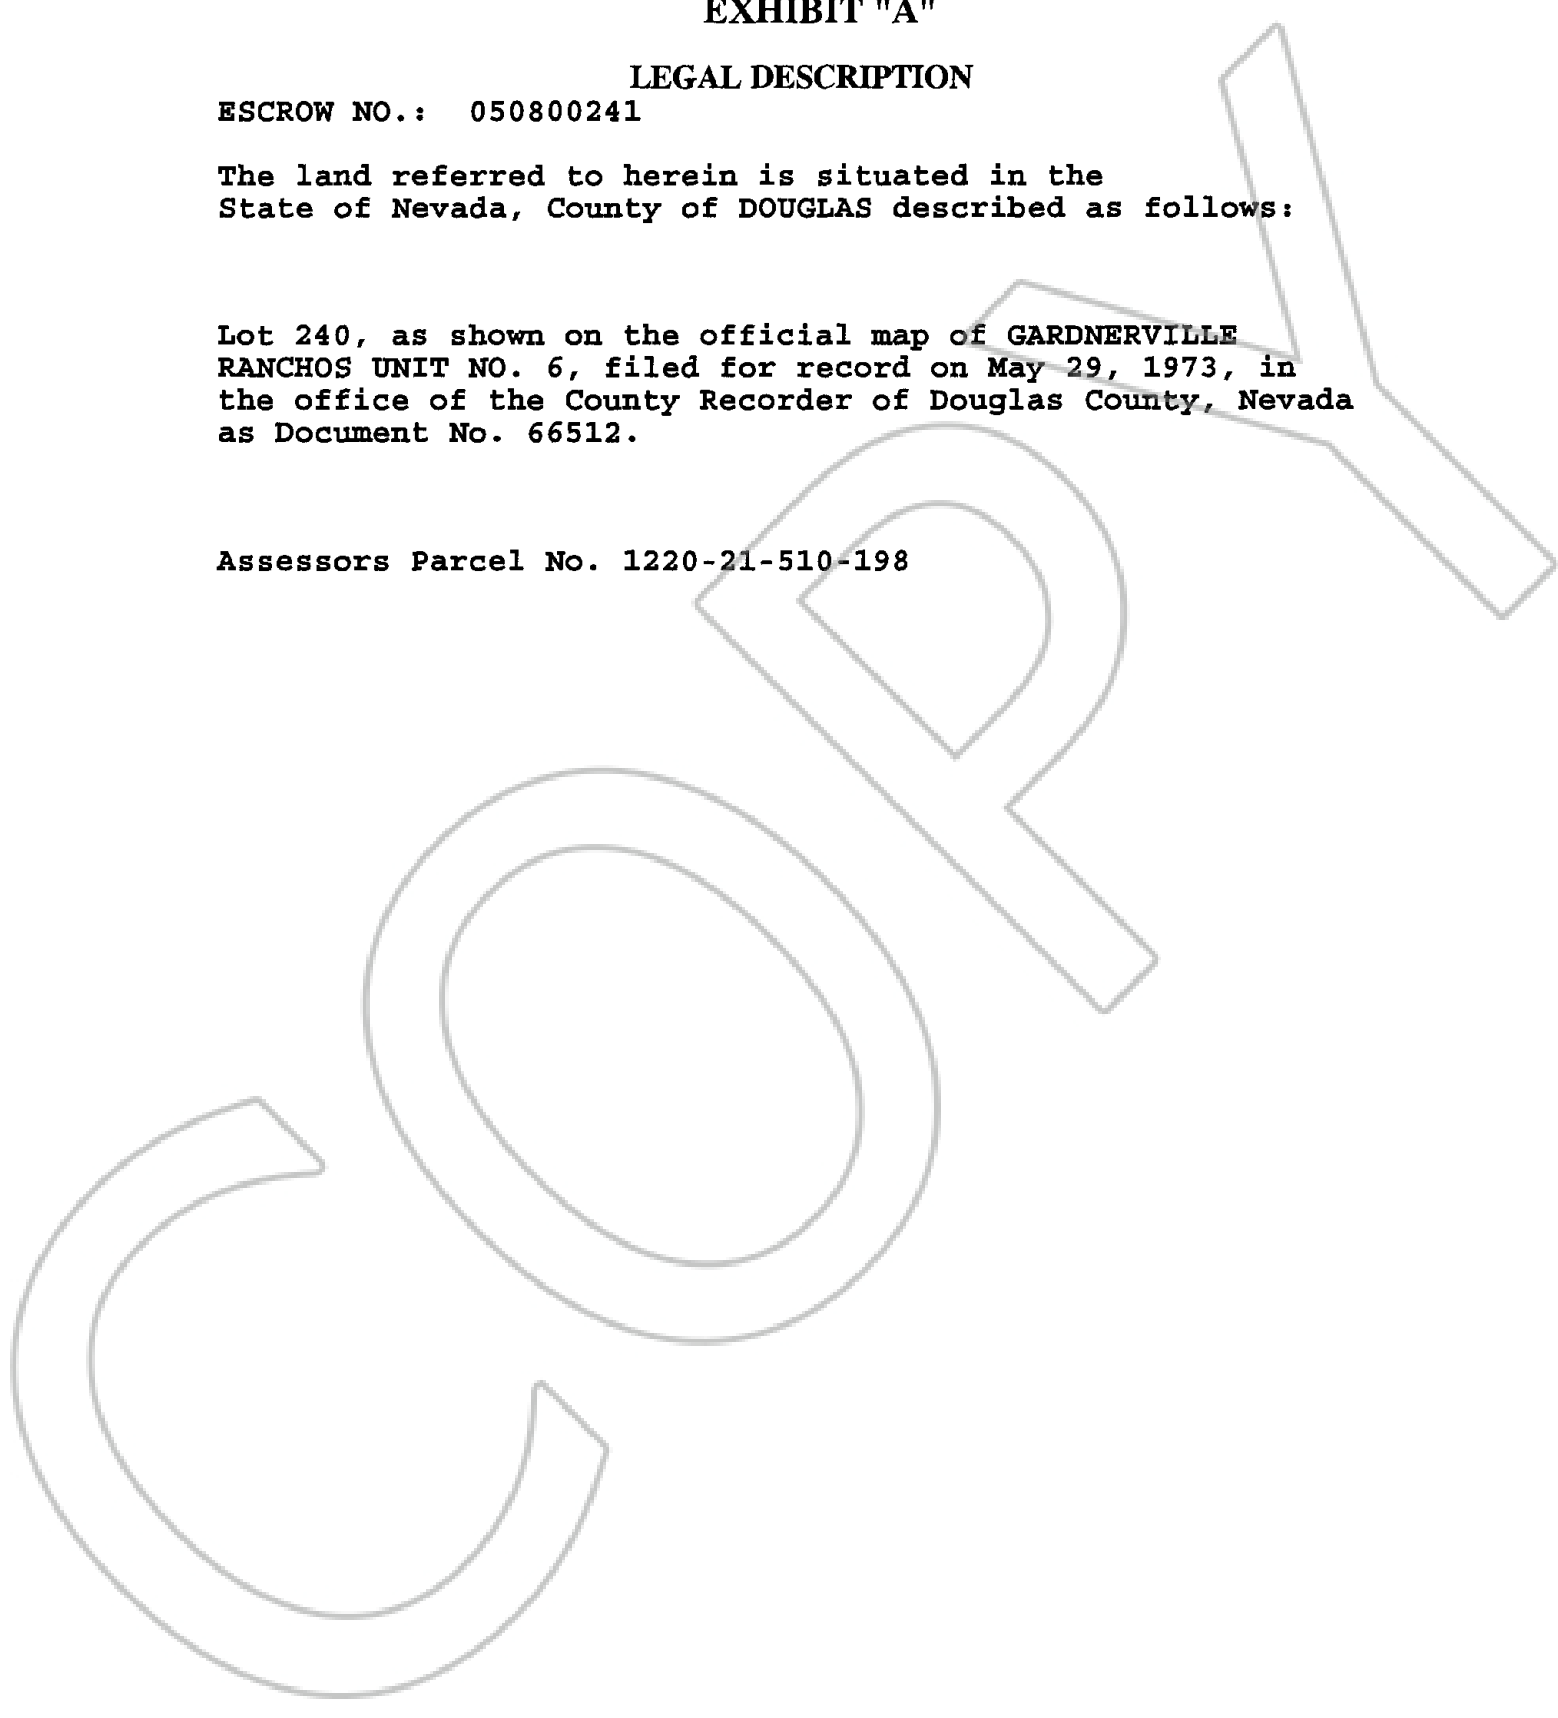 EXHIBIT "A"
LEGAL DESCRIPTION
ESCROW NO.: 050800241
The land referred to herein is situated in the
State of Nevada, County of DOUGLAS described as follows:
Lot 240, as shown on the official map of GARDNERVILLE
RANCHOS UNIT NO. 6, filed for record on May 29, 1973, in
the office of the County Recorder of Douglas County, Nevada
as Document No. 66512.
Assessors Parcel No. 1220-21-510-198
COPY